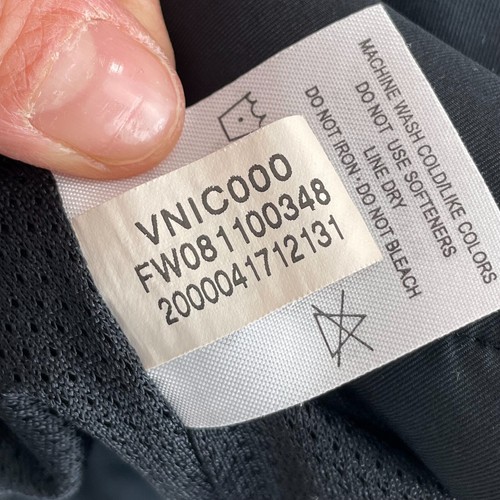 VNIC000
FW081100348
2000041712131
MACHINE WASH COLD/LIKE COLORS
DO NOT USE SOFTENERS
LINE DRY
DO NOT IRON · DO NOT BLEACH